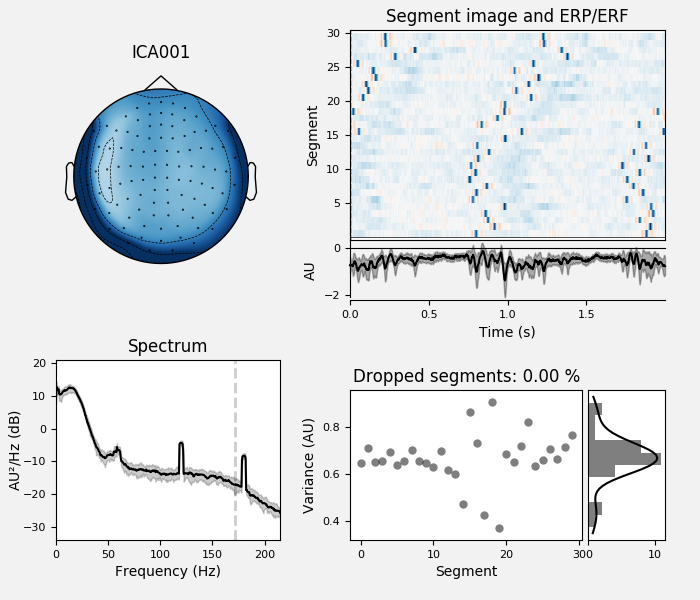 Segment image and ERP/ERF
ICA001
30
25
20
15
10
5
Segment
0
−2
AU
0.0 0.5 1.0 1.5
Time (s)
Spectrum
20
10
0
−10
−20
−30
AU²/Hz (dB)
0 50 100 150 200
Frequency (Hz)
Dropped segments: 0.00 %
0.8
0.6
0.4
Variance (AU)
0 10 20 30 0 10
Segment